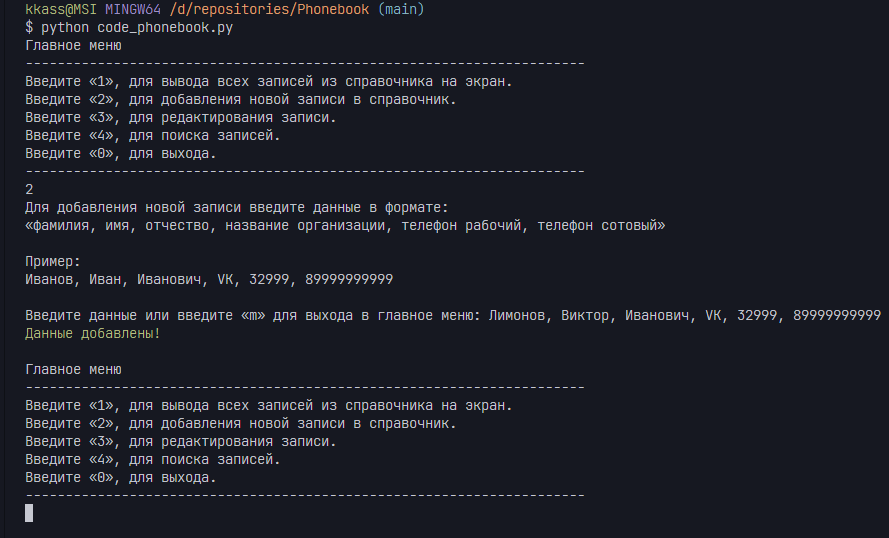 kkass@MSI MINGW64 /d/repositories/Phonebook (main)
$ python code_phonebook.py
Главное меню
----------------------------------------------------------------------
Введите «1», для вывода всех записей из справочника на экран.
Введите «2», для добавления новой записи в справочник.
Введите «3», для редактирования записи.
Введите «4», для поиска записей.
Введите «0», для выхода.
----------------------------------------------------------------------
2
Для добавления новой записи введите данные в формате:
«фамилия, имя, отчество, название организации, телефон рабочий, телефон сотовый»
Пример:
Иванов, Иван, Иванович, VK, 32999, 89999999999
Введите данные или введите «m» для выхода в главное меню: Лимонов, Виктор, Иванович, VK, 32999, 89999999999
Данные добавлены!
Главное меню
----------------------------------------------------------------------
Введите «1», для вывода всех записей из справочника на экран.
Введите «2», для добавления новой записи в справочник.
Введите «3», для редактирования записи.
Введите «4», для поиска записей.
Введите «0», для выхода.
----------------------------------------------------------------------